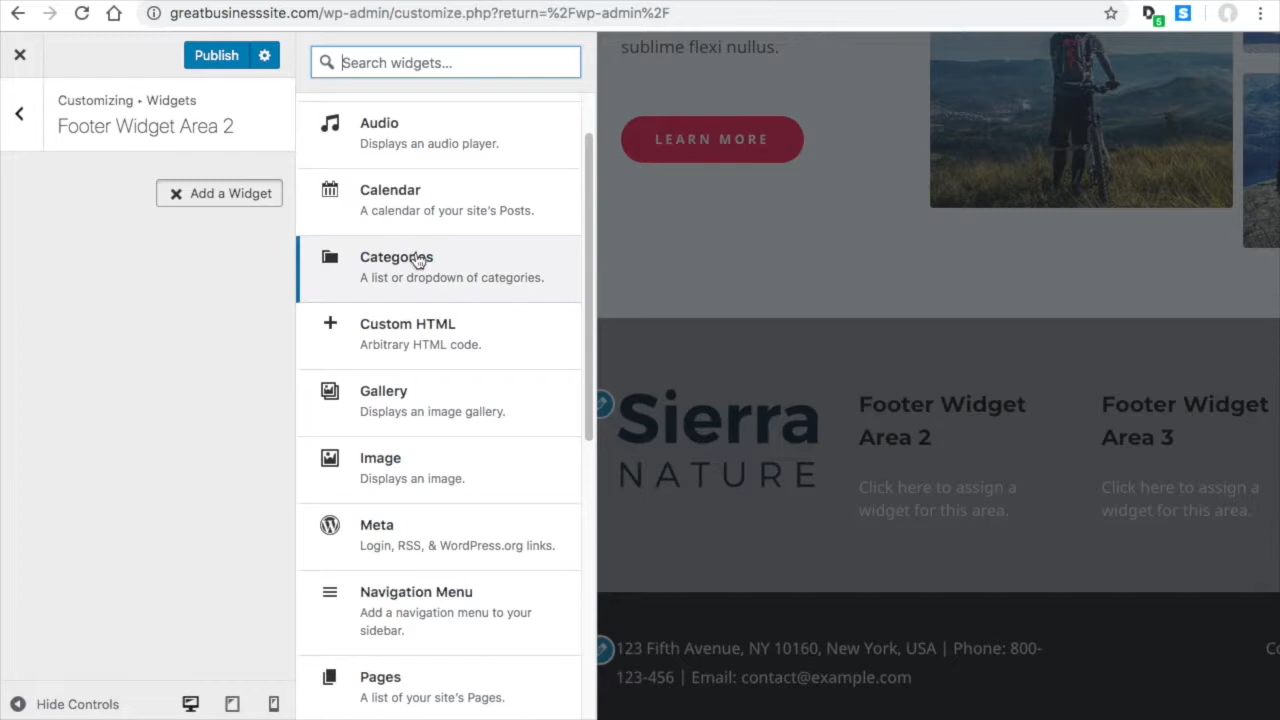 greatbusinesssite.com/wp-admin/customize.php?return=%2Fwp-admin%2F
5
S
Publish
Customizing • Widgets
Footer Widget Area 2
Add a Widget
Hide Controls
Search widgets...
Audio
Displays an audio player.
Calendar
A calendar of your site's Posts.
Categories
A list or dropdown of categories.
Custom HTML
Arbitrary HTML code.
Gallery
Displays an image gallery.
Image
Displays an image.
Meta
Login, RSS, & WordPress.org links.
Navigation Menu
Add a navigation menu to your
sidebar.
Pages
A list of your site's Pages.
sublime flexi nullus.
LEARN MORE
Sierra
NATURE
Footer Widget
Area 2
Click here to assign a
widget for this area.
Footer Widget
Area 3
Click here to assign a
widget for this area.
123 Fifth Avenue, NY 10160, New York, USA | Phone: 800-
123-456 | Email: contact@example.com
Co